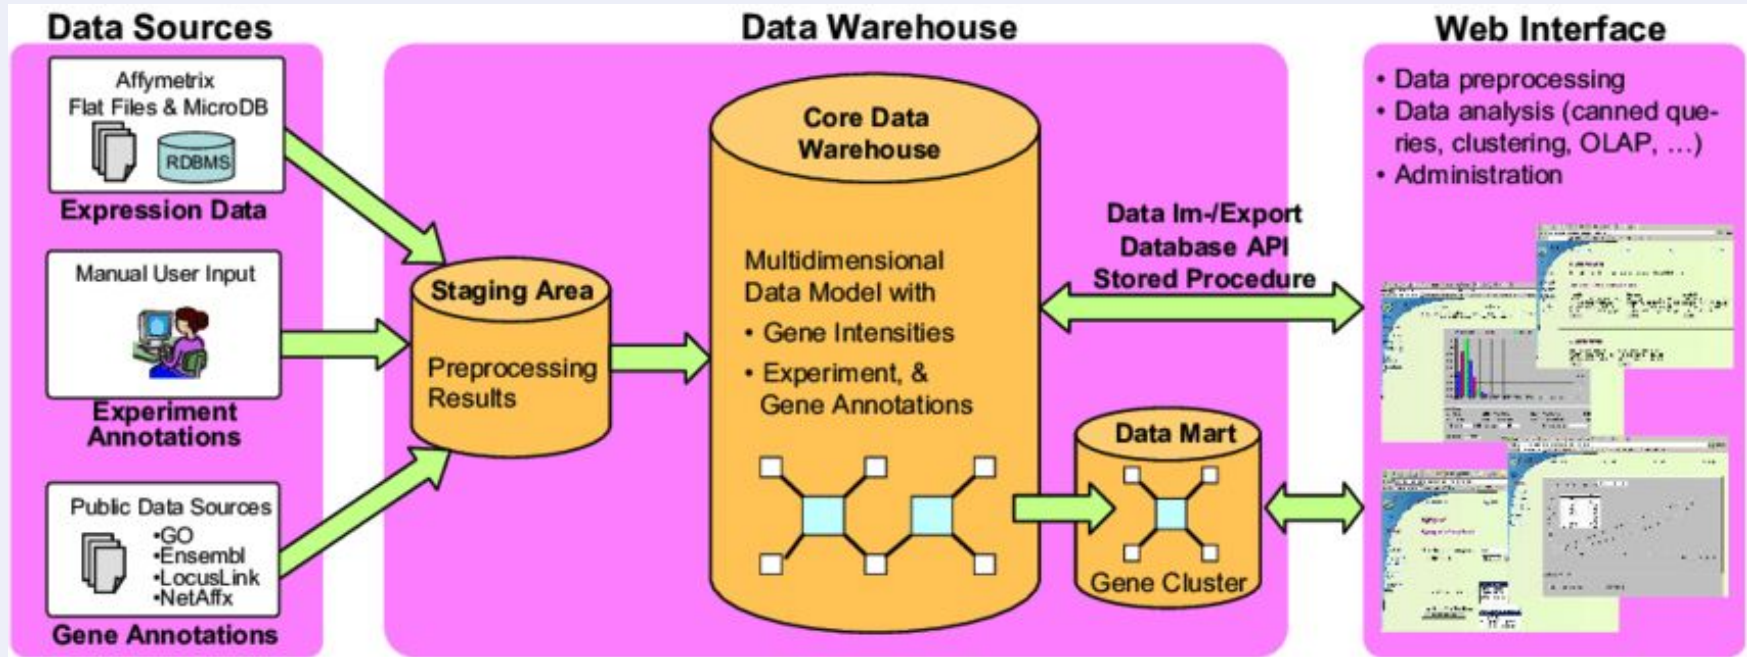 Data Sources
Affymetrix
Flat Files & MicroDB
RDBMS
Expression Data
Manual User Input
Experiment
Annotations
Public Data Sources
•GO
•Ensembl
•LocusLink
•NetAffx
Gene Annotations
Data Warehouse
Staging Area
Preprocessing
Results
Core Data
Warehouse
Multidimensional
Data Model with
• Gene Intensities
• Experiment, &
Gene Annotations
Data Im-/Export
Database API
Stored Procedure
Data Mart
Gene Cluster
Web Interface
• Data preprocessing
• Data analysis (canned que-
ries, clustering, OLAP, ...)
• Administration